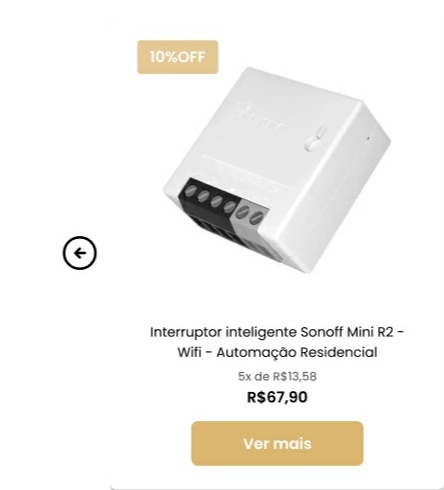 10%OFF
Interruptor inteligente Sonoff Mini R2 -
Wifi - Automação Residencial
5x de R$13,58
R$67,90
Ver mais